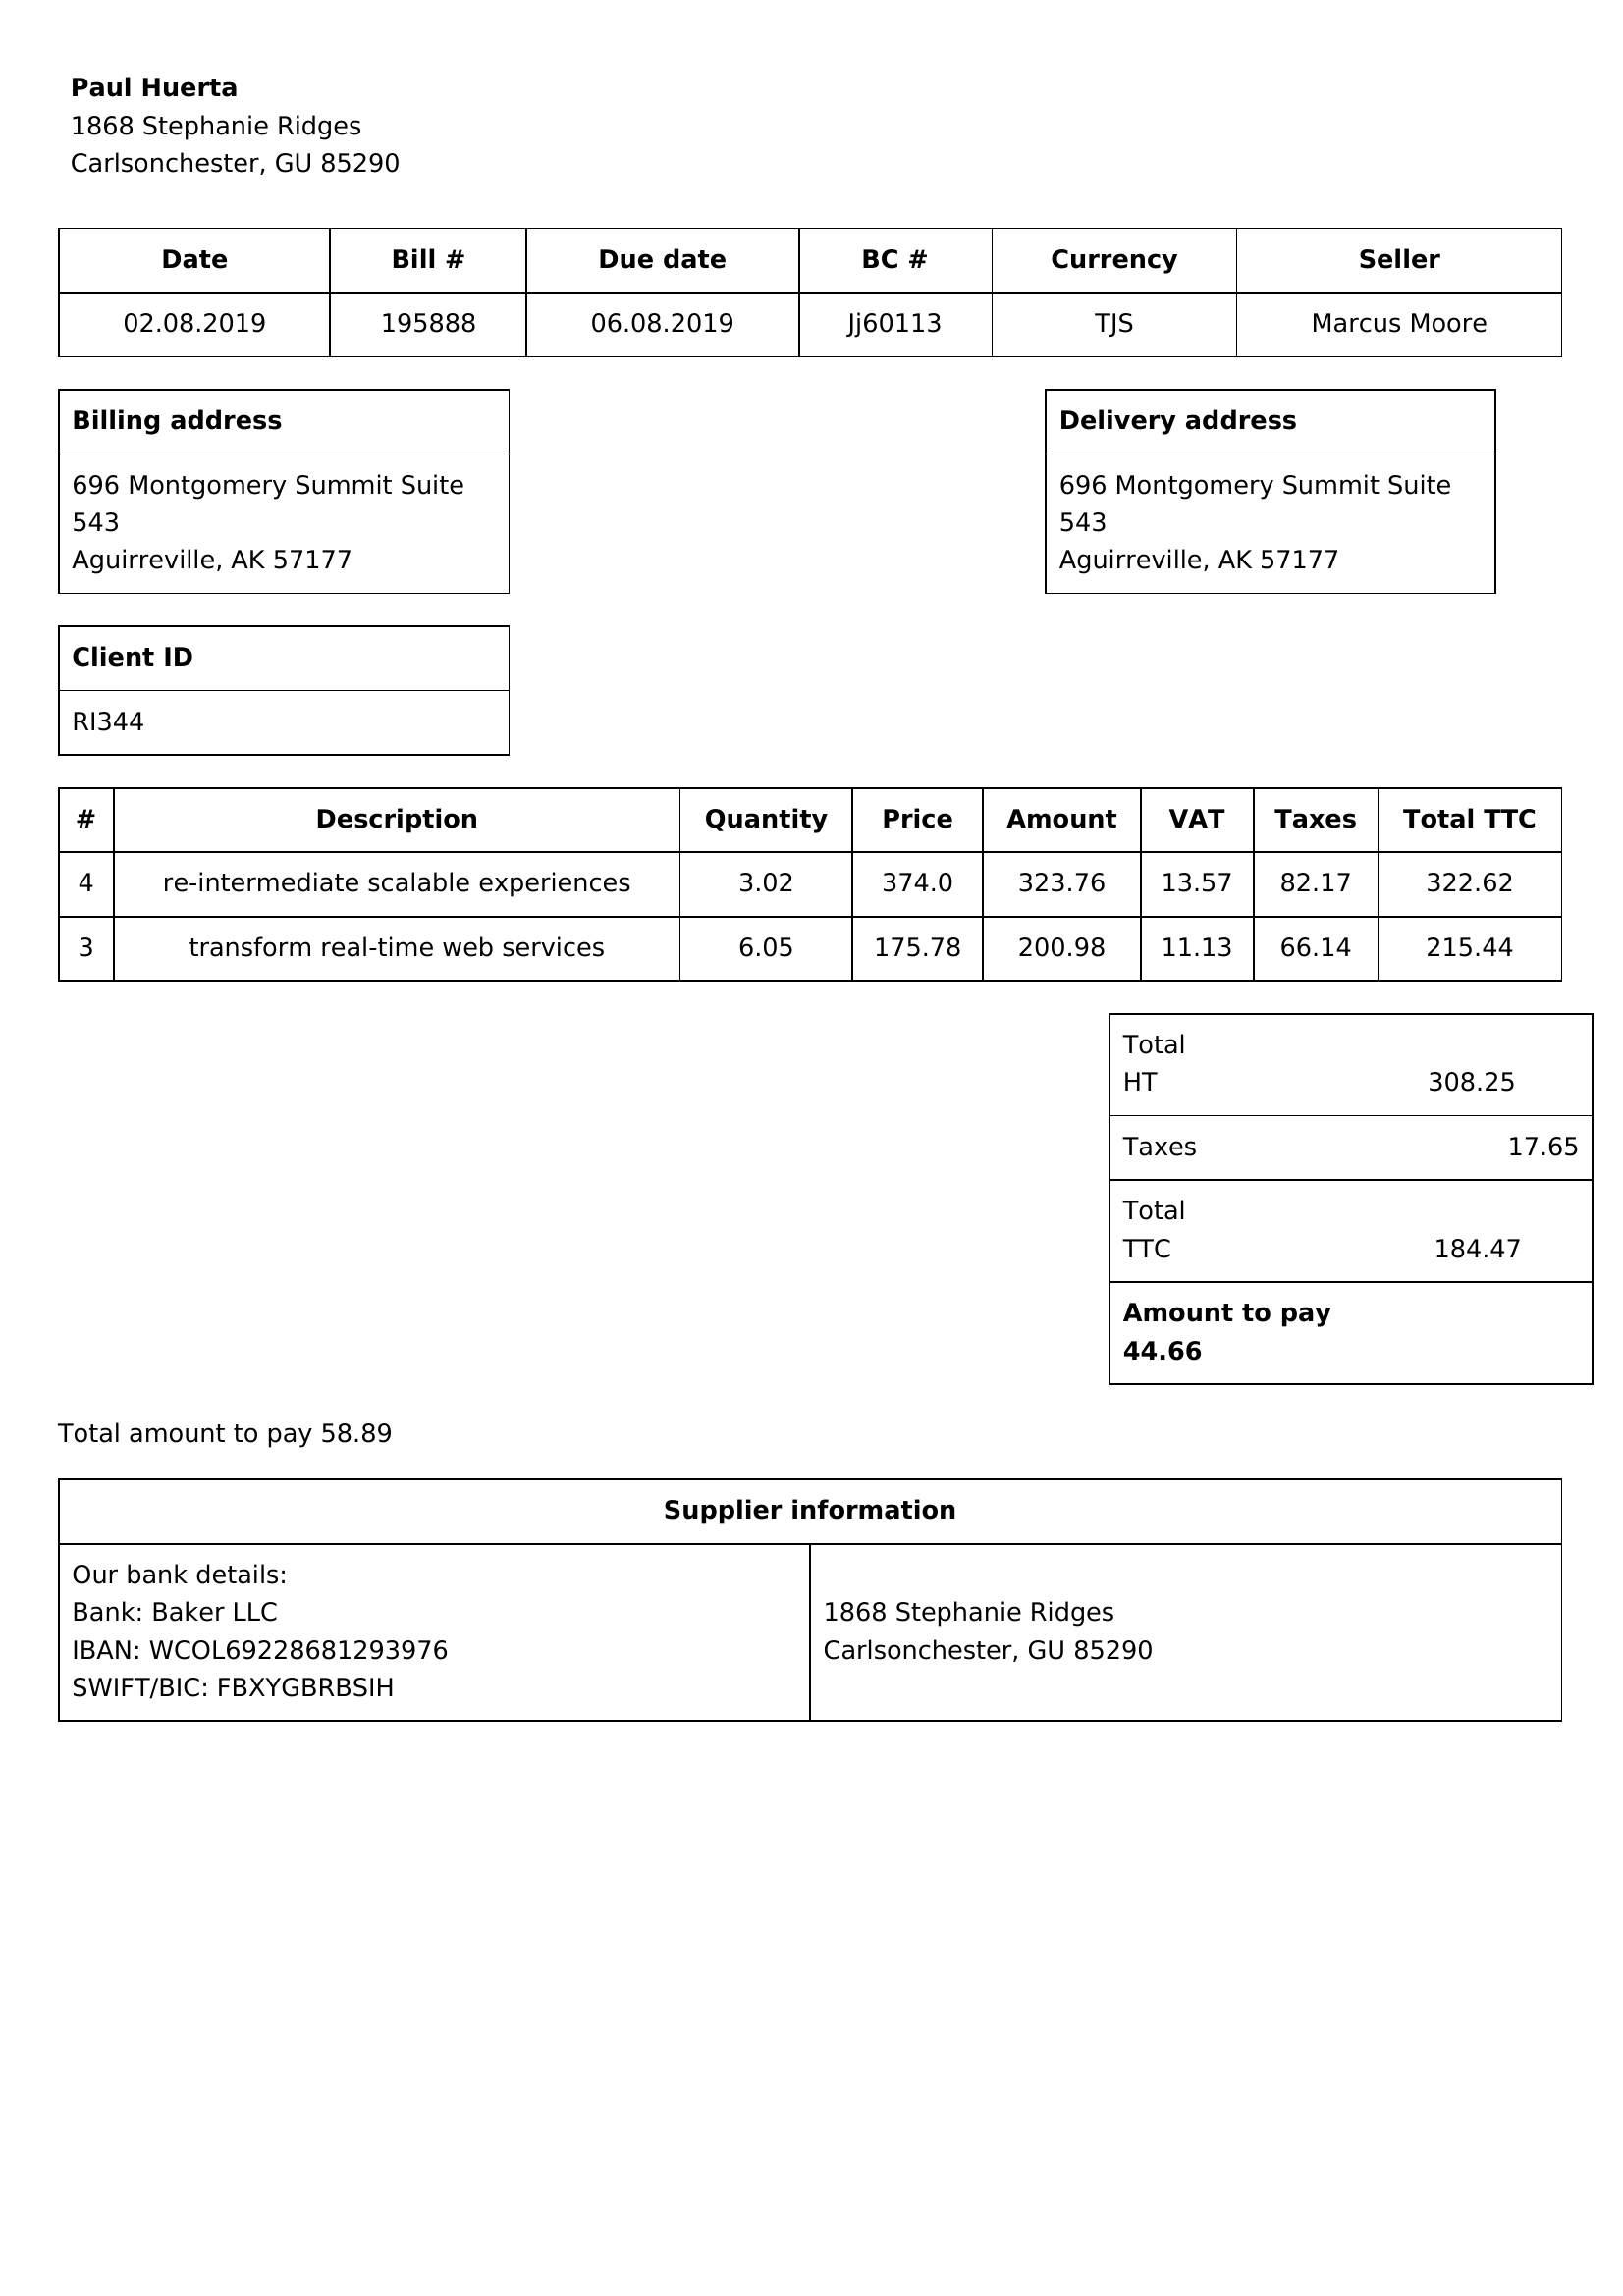 Paul Huerta
1868 Stephanie Ridges
Carlsonchester, GU 85290
Date Bill # Due date BC # Currency Seller
02.08.2019 195888 06.08.2019 Jj60113 TJS Marcus Moore
Billing address
696 Montgomery Summit Suite
543
Aguirreville, AK 57177
Delivery address
696 Montgomery Summit Suite
543
Aguirreville, AK 57177
Client ID
RI344
# Description Quantity Price Amount VAT Taxes Total TTC
4 re-intermediate scalable experiences 3.02 374.0 323.76 13.57 82.17 322.62
3 transform real-time web services 6.05 175.78 200.98 11.13 66.14 215.44
Total
HT 308.25
Taxes 17.65
Total
TTC 184.47
Amount to pay
44.66
Total amount to pay 58.89
Supplier information
Our bank details:
Bank: Baker LLC
IBAN: WCOL69228681293976
SWIFT/BIC: FBXYGBRBSIH
1868 Stephanie Ridges
Carlsonchester, GU 85290